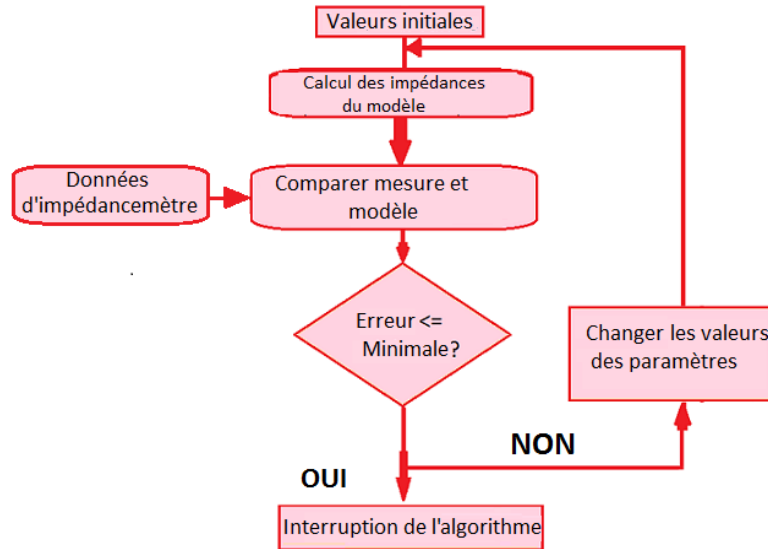 Valeurs initiales
Calcul des impédances
du modèle
Données
d'impédancemètre
Comparer mesure et
modèle
Erreur <=
Minimale?
Changer les valeurs
des paramètres
NON
OUI
Interruption de l'algorithme